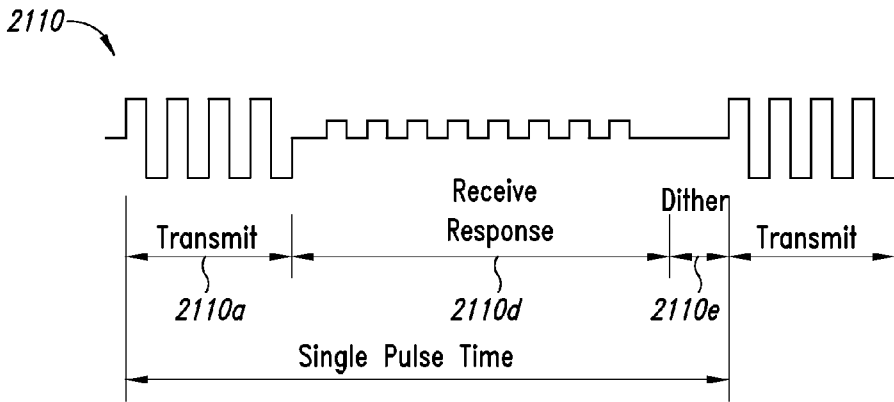 2110
Receive
Response
Dither
Transmit
Transmit
2110a
2110d
2110e
Single Pulse Time